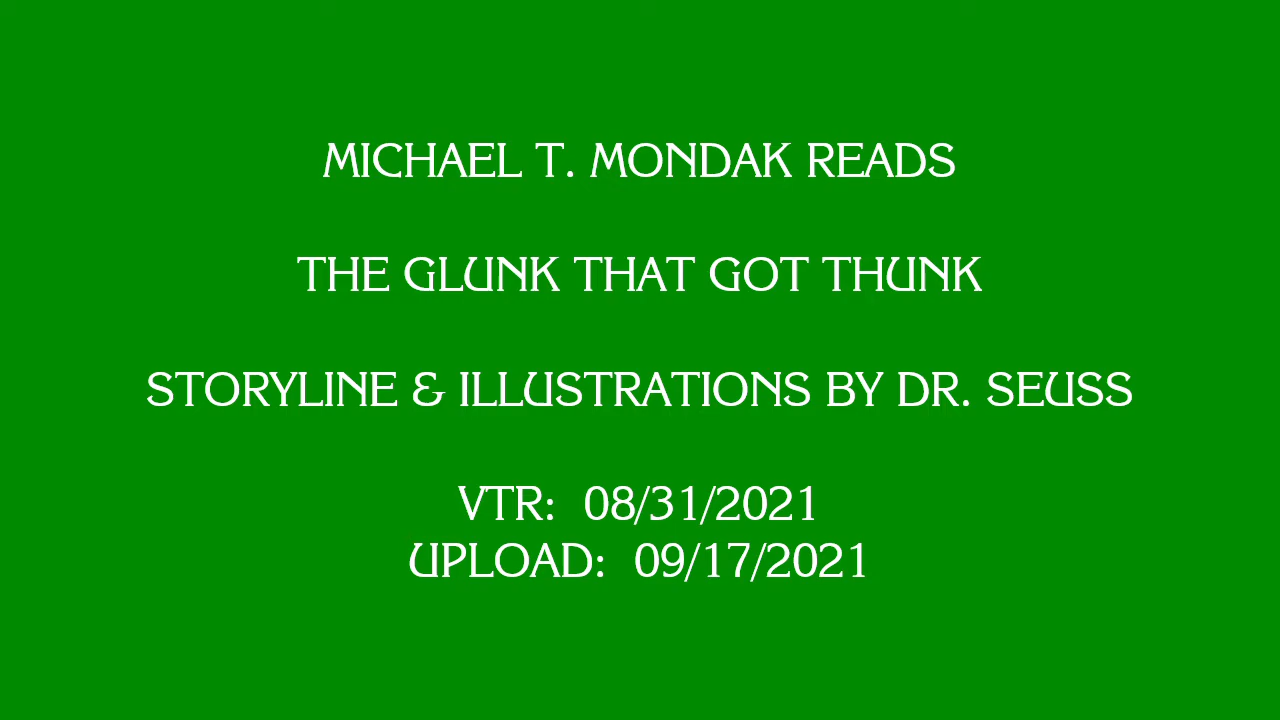 MICHAEL T. MONDAK READS
THE GLUNK THAT GOT THUNK
STORYLINE & ILLUSTRATIONS BY DR. SEUSS
VTR:  08/31/2021
UPLOAD:  09/17/2021